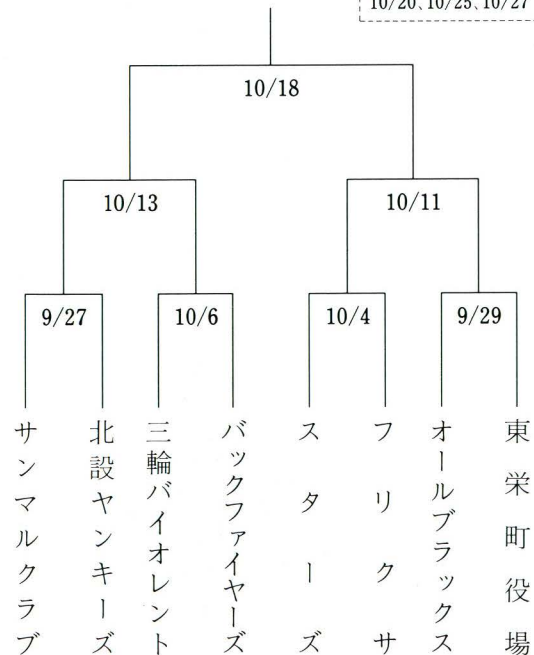 10/20、10/25、10/27
10/18
10/13
10/11
9/27
10/6
10/4
9/29
サンマルクラブ
北設ヤンキーズ
三輪バイオレント
バックファイヤーズ
スターズ
フリクサ
オールブラックス
東栄町役場